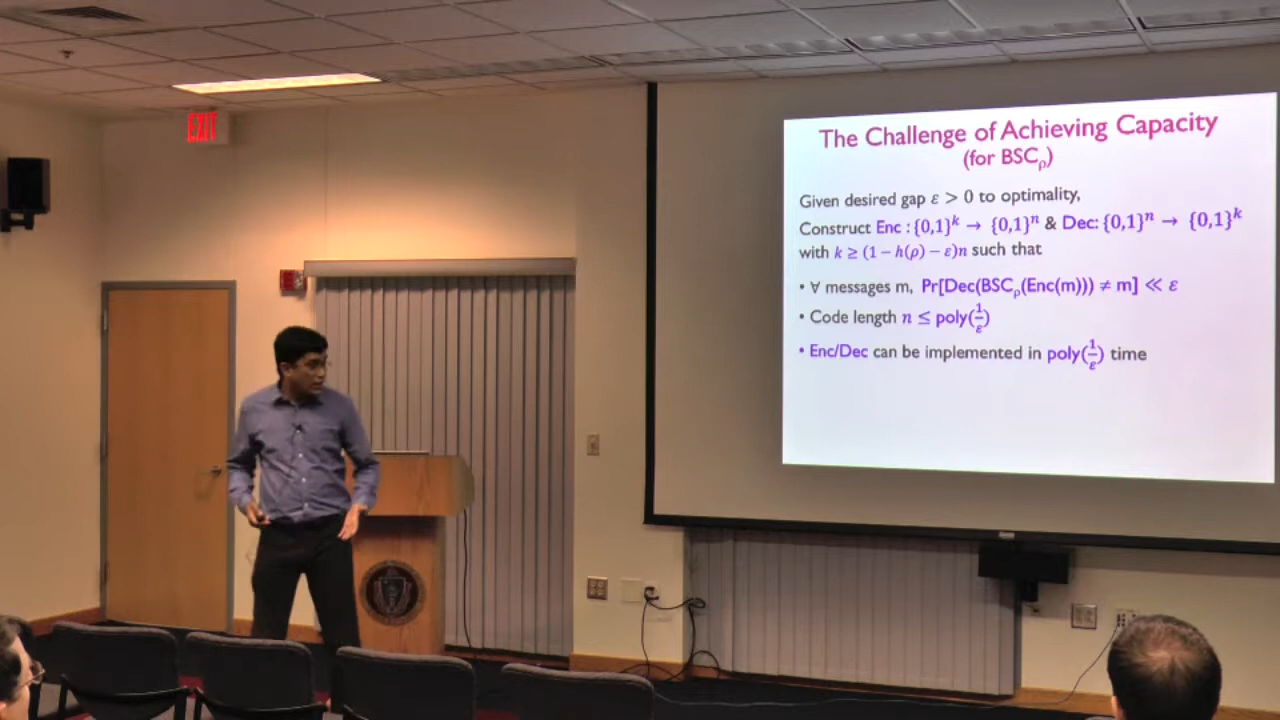 EXIT
The Challenge of Achieving Capacity
(for BSCρ)
Given desired gap ε > 0 to optimality,
Construct Enc : {0,1}^k → {0,1}^n & Dec: {0,1}^n → {0,1}^k
with k ≥ (1 − h(ρ) − ε)n such that
• ∀ messages m, Pr[Dec(BSCρ(Enc(m))) ≠ m] ≪ ε
• Code length n ≤ poly(1/ε)
• Enc/Dec can be implemented in poly(1/ε) time